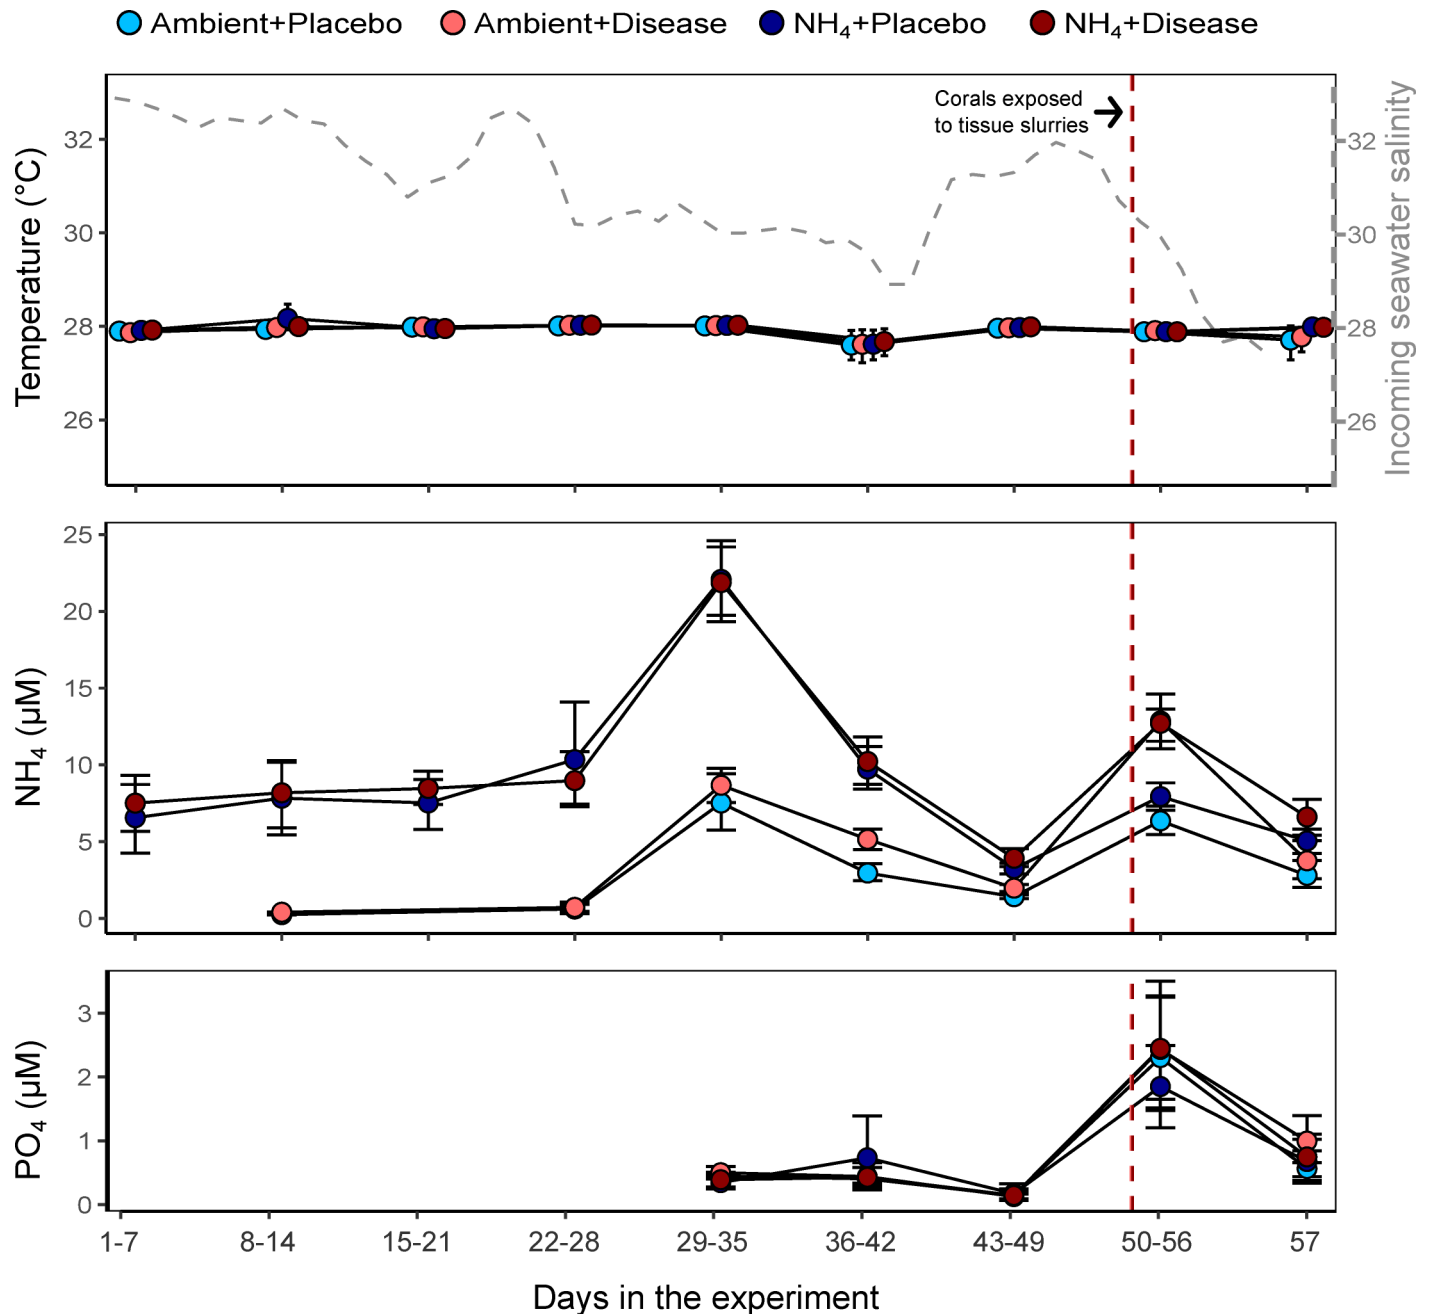 Ambient+Placebo Ambient+Disease NH₄+Placebo NH₄+Disease
Corals exposed
to tissue slurries
Temperature (°C)
32
30
28
26
Incoming seawater salinity
32
30
28
26
NH₄ (µM)
25
20
15
10
5
0
PO₄ (µM)
3
2
1
0
1-7 8-14 15-21 22-28 29-35 36-42 43-49 50-56 57
Days in the experiment